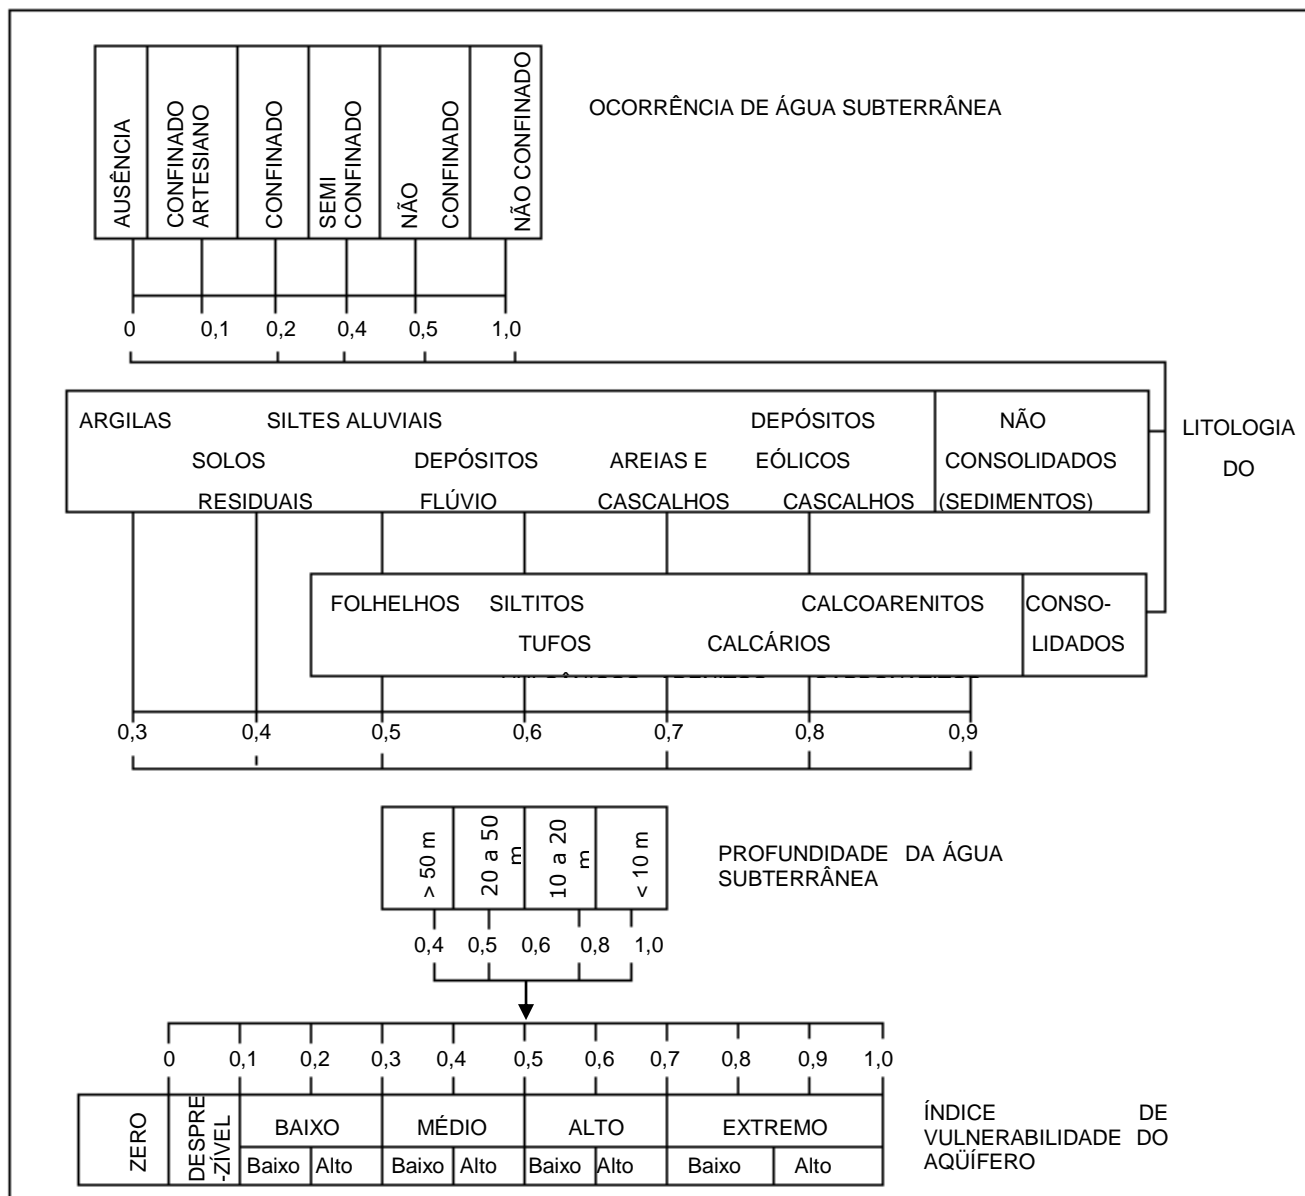 OCORRÊNCIA DE ÁGUA SUBTERRÂNEA
AUSÊNCIA
CONFINADO
ARTESIANO
CONFINADO
SEMI
CONFINADO
NÃO
CONFINADO
NÃO CONFINADO
0 0,1 0,2 0,4 0,5 1,0
ARGILAS SILTES ALUVIAIS DEPÓSITOS NÃO
SOLOS DEPÓSITOS AREIAS E EÓLICOS CONSOLIDADOS
RESIDUAIS FLÚVIO CASCALHOS CASCALHOS (SEDIMENTOS)
LITOLOGIA
DO
FOLHELHOS SILTITOS CALCOARENITOS CONSO-
TUFOS CALCÁRIOS LIDADOS
0,3 0,4 0,5 0,6 0,7 0,8 0,9
> 50 m
20 a 50
m
10 a 20
m
< 10 m
PROFUNDIDADE DA ÁGUA
SUBTERRÂNEA
0,4 0,5 0,6 0,8 1,0
0 0,1 0,2 0,3 0,4 0,5 0,6 0,7 0,8 0,9 1,0
ZERO
DESPRE
-ZÍVEL
BAIXO MÉDIO ALTO EXTREMO
Baixo Alto Baixo Alto Baixo Alto Baixo Alto
ÍNDICE DE
VULNERABILIDADE DO
AQÜÍFERO